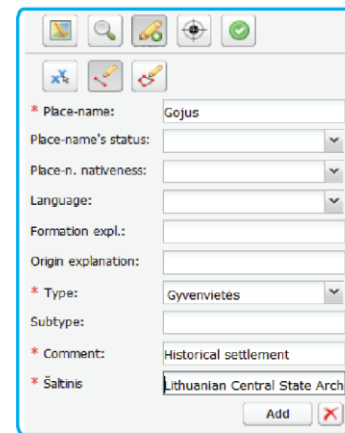 * Place-name: Gojus
Place-name's status:
Place-n. nativeness:
Language:
Formation expl.:
Origin explanation:
* Type: Gyvenvietės
Subtype:
* Comment: Historical settlement
* Šaltinis Lithuanian Central State Arch
Add